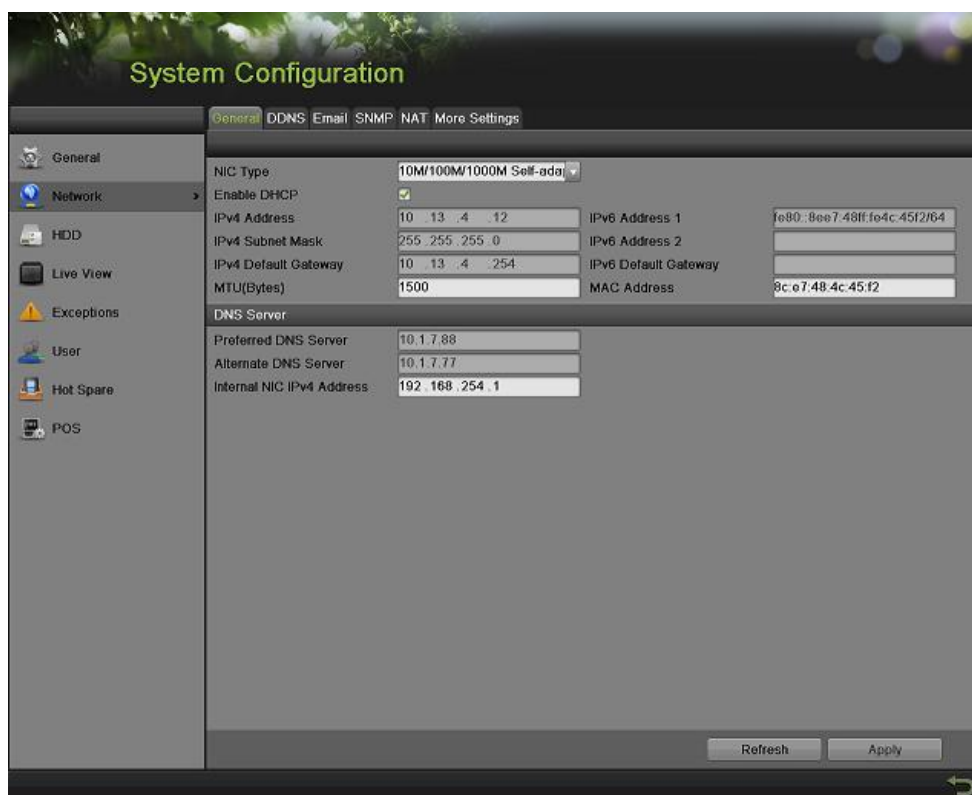 System Configuration
General DDNS Email SNMP NAT More Settings
General
Network
HDD
Live View
Exceptions
User
Hot Spare
POS
NIC Type 10M/100M/1000M Self-adap
Enable DHCP
IPv4 Address 10 .13 .4 .12 IPv6 Address 1 fe80::8ee7:48ff:fe4c:45f2/64
IPv4 Subnet Mask 255 .255 .255 .0 IPv6 Address 2
IPv4 Default Gateway 10 .13 .4 .254 IPv6 Default Gateway
MTU(Bytes) 1500 MAC Address 8c:e7:48:4c:45:f2
DNS Server
Preferred DNS Server 10.1.7.88
Alternate DNS Server 10.1.7.77
Internal NIC IPv4 Address 192 .168 .254 .1
Refresh Apply